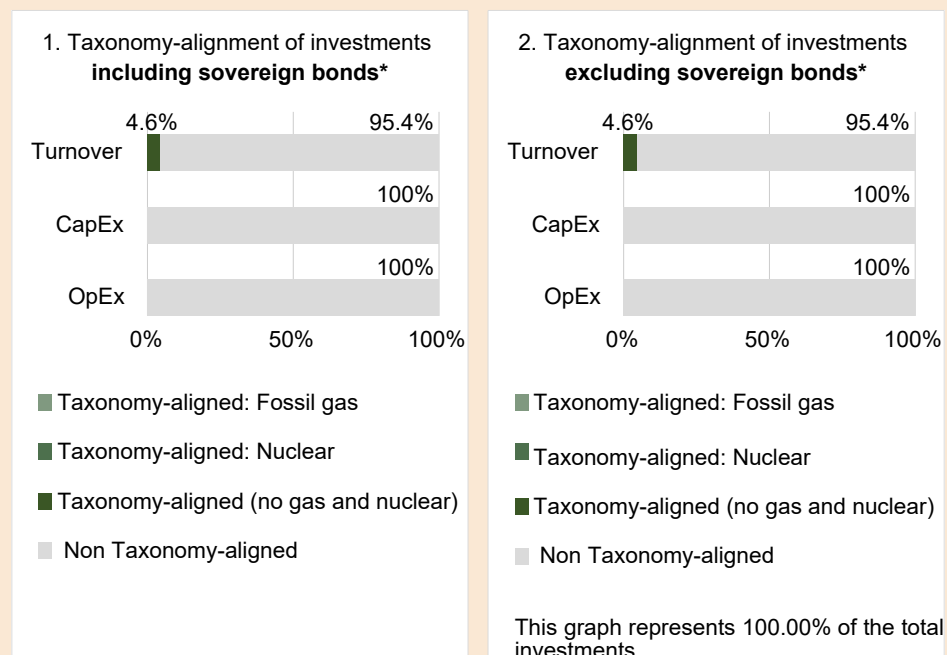 1. Taxonomy-alignment of investments
including sovereign bonds*
4.6% 95.4%
Turnover
100%
CapEx
100%
OpEx
0% 50% 100%
Taxonomy-aligned: Fossil gas
Taxonomy-aligned: Nuclear
Taxonomy-aligned (no gas and nuclear)
Non Taxonomy-aligned
2. Taxonomy-alignment of investments
excluding sovereign bonds*
4.6% 95.4%
Turnover
100%
CapEx
100%
OpEx
0% 50% 100%
Taxonomy-aligned: Fossil gas
Taxonomy-aligned: Nuclear
Taxonomy-aligned (no gas and nuclear)
Non Taxonomy-aligned
This graph represents 100.00% of the total
investments